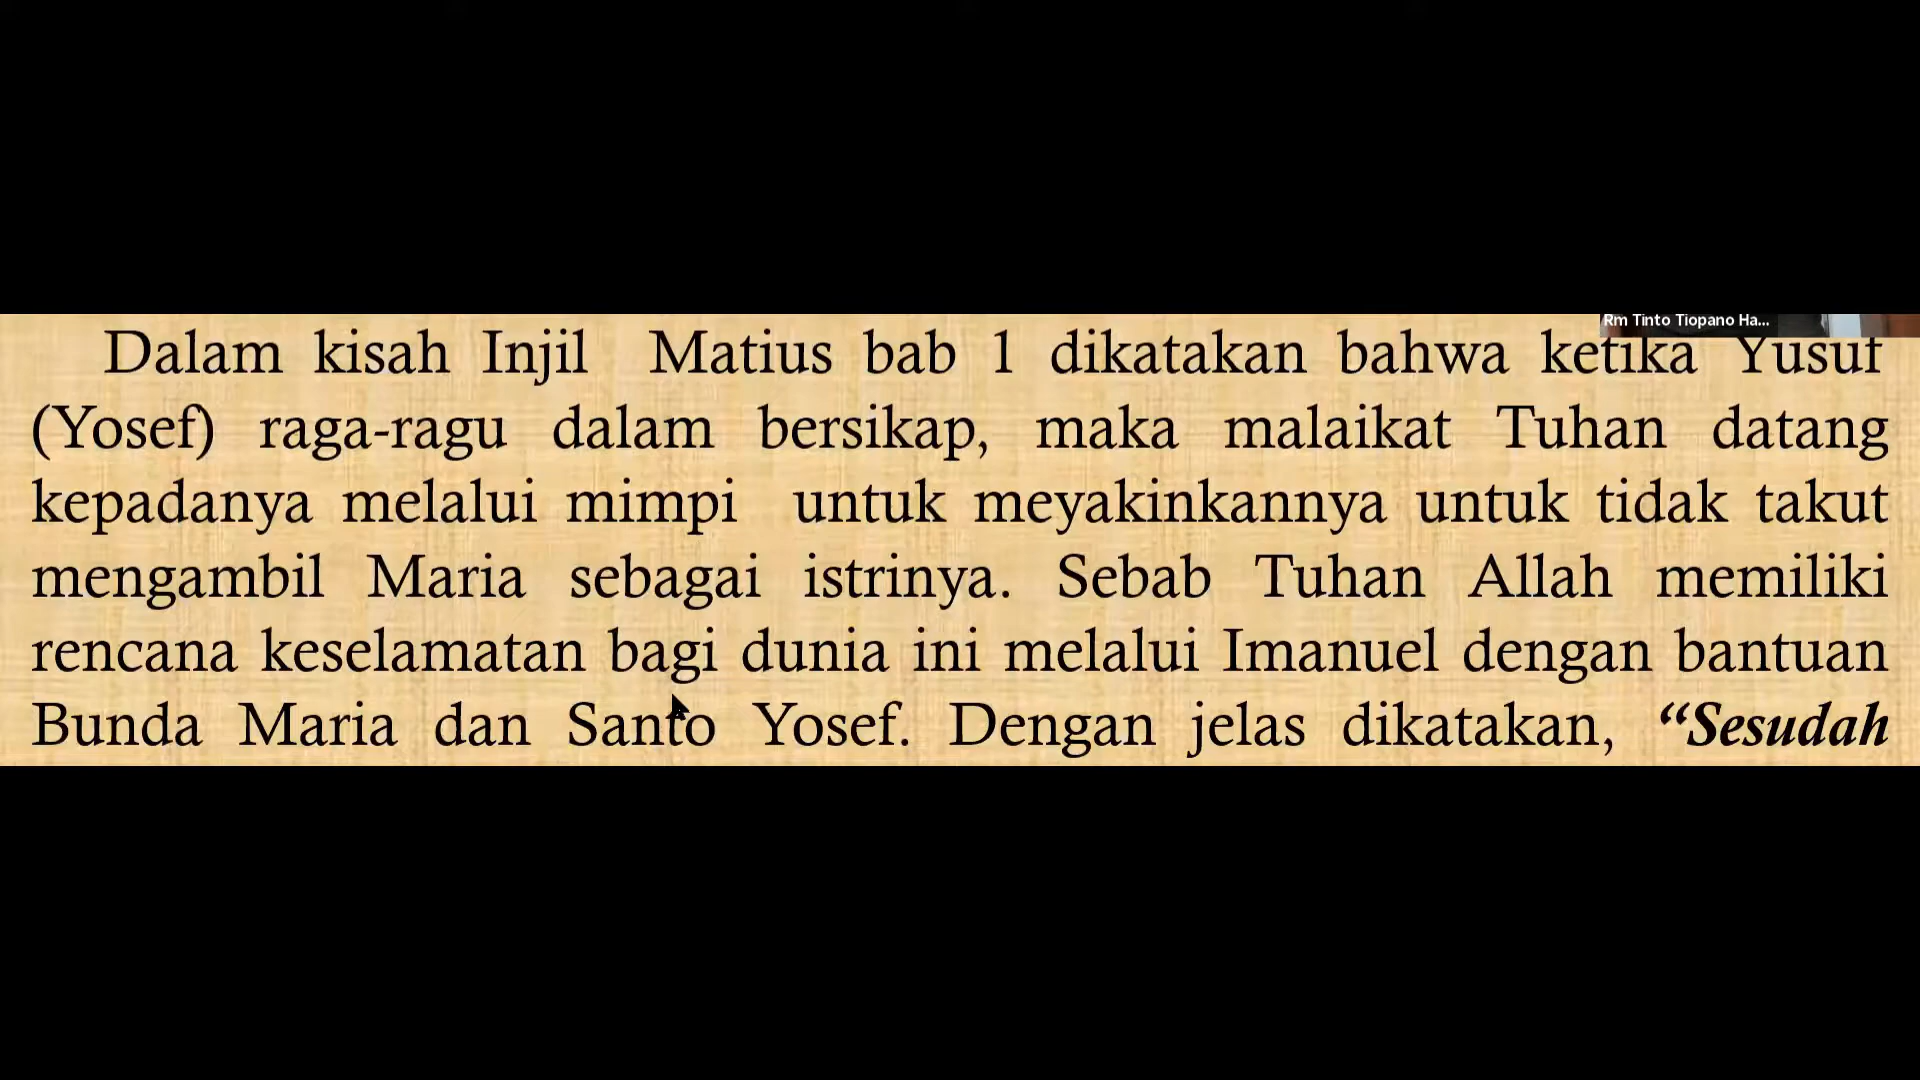 Rm Tinto Tiopano Ha...
Dalam kisah Injil Matius bab 1 dikatakan bahwa ketika Yusuf
(Yosef) raga-ragu dalam bersikap, maka malaikat Tuhan datang
kepadanya melalui mimpi untuk meyakinkannya untuk tidak takut
mengambil Maria sebagai istrinya. Sebab Tuhan Allah memiliki
rencana keselamatan bagi dunia ini melalui Imanuel dengan bantuan
Bunda Maria dan Santo Yosef. Dengan jelas dikatakan, “Sesudah